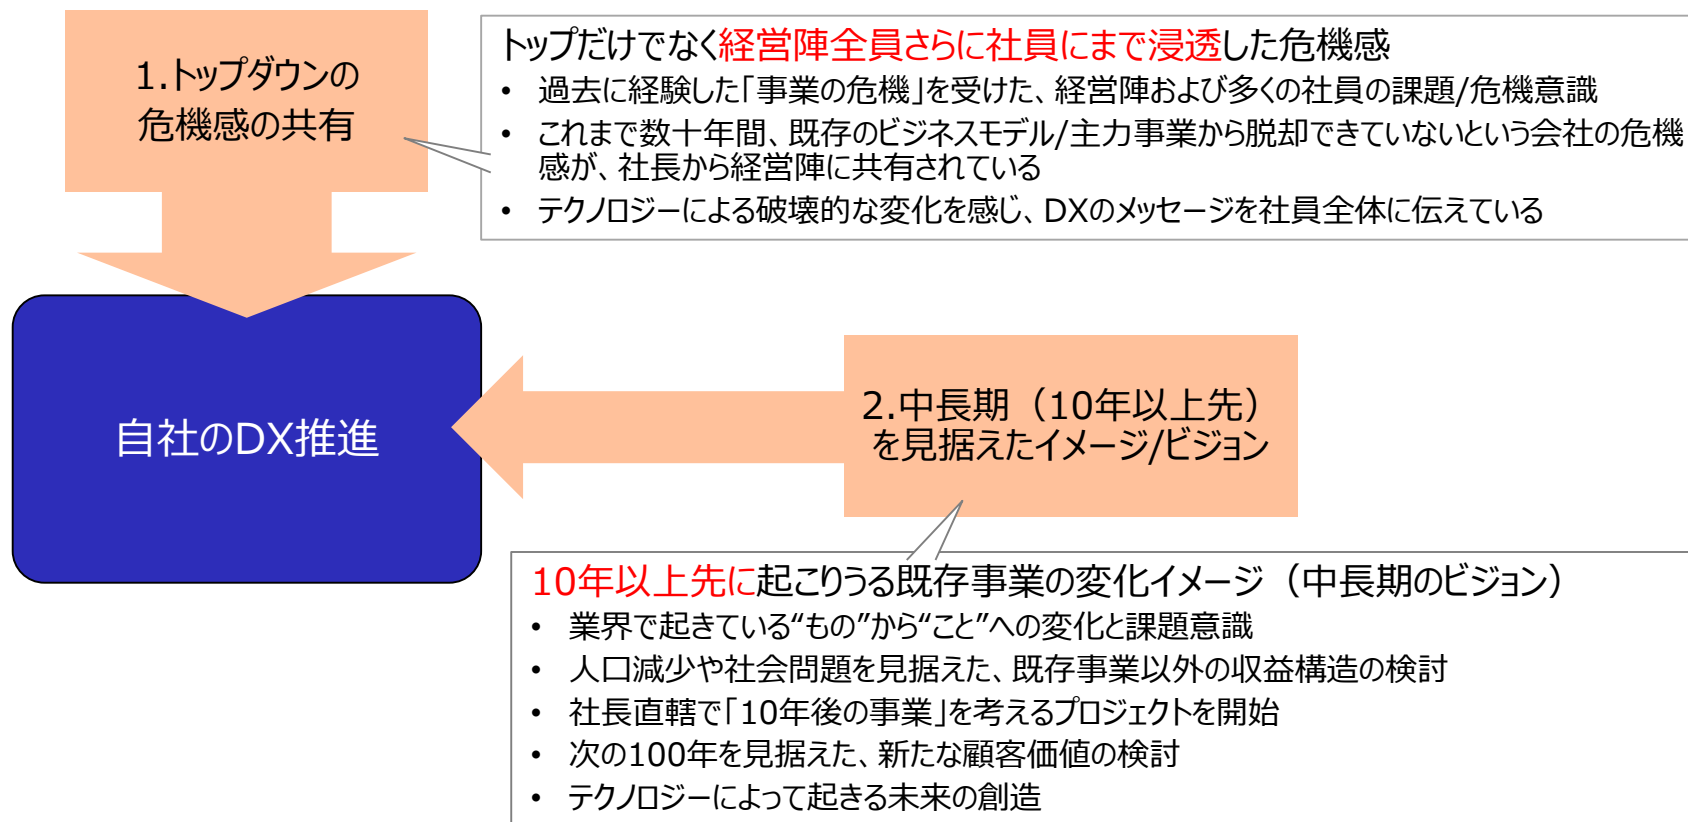 1.トップダウンの
危機感の共有
トップだけでなく経営陣全員さらに社員にまで浸透した危機感
• 過去に経験した「事業の危機」を受けた、経営陣および多くの社員の課題/危機意識
• これまで数十年間、既存のビジネスモデル/主力事業から脱却できていないという会社の危機
感が、社長から経営陣に共有されている
• テクノロジーによる破壊的な変化を感じ、DXのメッセージを社員全体に伝えている
自社のDX推進
2.中長期（10年以上先）
を見据えたイメージ/ビジョン
10年以上先に起こりうる既存事業の変化イメージ（中長期のビジョン）
• 業界で起きている“もの”から“こと”への変化と課題意識
• 人口減少や社会問題を見据えた、既存事業以外の収益構造の検討
• 社長直轄で「10年後の事業」を考えるプロジェクトを開始
• 次の100年を見据えた、新たな顧客価値の検討
• テクノロジーによって起きる未来の創造